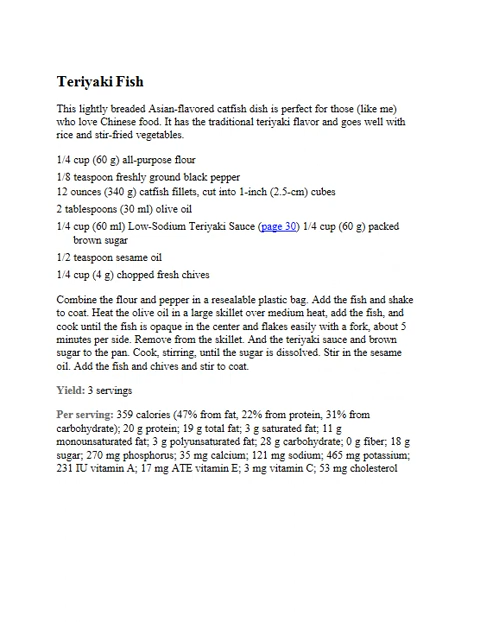 Teriyaki Fish
This lightly breaded Asian-flavored catfish dish is perfect for those (like me)
who love Chinese food. It has the traditional teriyaki flavor and goes well with
rice and stir-fried vegetables.
1/4 cup (60 g) all-purpose flour
1/8 teaspoon freshly ground black pepper
12 ounces (340 g) catfish fillets, cut into 1-inch (2.5-cm) cubes
2 tablespoons (30 ml) olive oil
1/4 cup (60 ml) Low-Sodium Teriyaki Sauce (page 30) 1/4 cup (60 g) packed
brown sugar
1/2 teaspoon sesame oil
1/4 cup (4 g) chopped fresh chives
Combine the flour and pepper in a resealable plastic bag. Add the fish and shake
to coat. Heat the olive oil in a large skillet over medium heat, add the fish, and
cook until the fish is opaque in the center and flakes easily with a fork, about 5
minutes per side. Remove from the skillet. And the teriyaki sauce and brown
sugar to the pan. Cook, stirring, until the sugar is dissolved. Stir in the sesame
oil. Add the fish and chives and stir to coat.
Yield: 3 servings
Per serving: 359 calories (47% from fat, 22% from protein, 31% from
carbohydrate); 20 g protein; 19 g total fat; 3 g saturated fat; 11 g
monounsaturated fat; 3 g polyunsaturated fat; 28 g carbohydrate; 0 g fiber; 18 g
sugar; 270 mg phosphorus; 35 mg calcium; 121 mg sodium; 465 mg potassium;
231 IU vitamin A; 17 mg ATE vitamin E; 3 mg vitamin C; 53 mg cholesterol